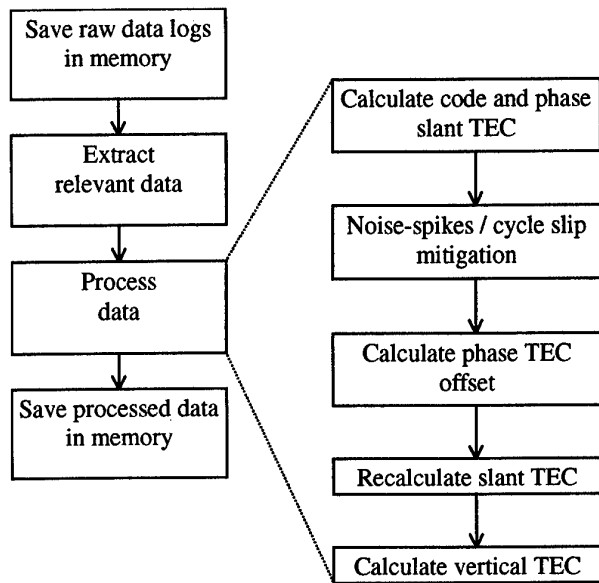 Save raw data logs
in memory
Extract
relevant data
Process
data
Save processed data
in memory
Calculate code and phase
slant TEC
Noise-spikes / cycle slip
mitigation
Calculate phase TEC
offset
Recalculate slant TEC
Calculate vertical TEC